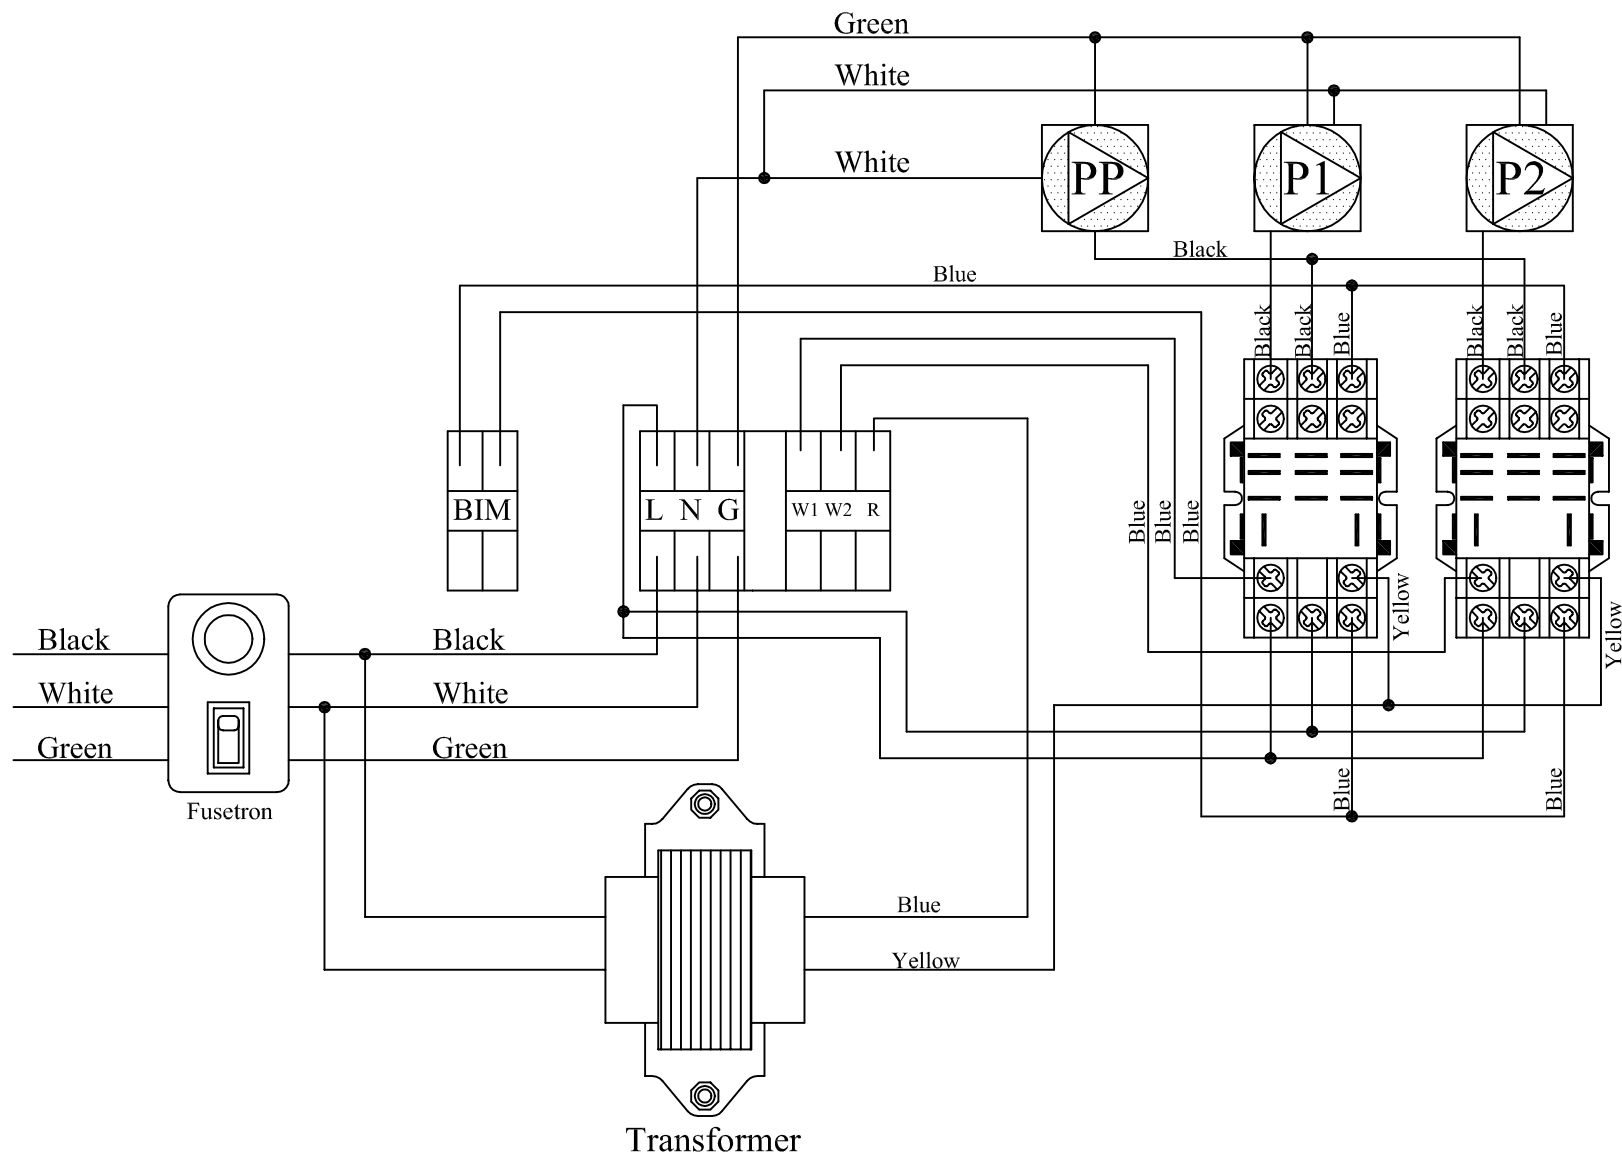 Green
White
White
PP
P1
P2
Black
Blue
Black
Black
Blue
Black
Black
Blue
BIM
L N G
W1 W2 R
Blue
Blue
Blue
Yellow
Yellow
Black
Black
White
White
Green
Green
Fusetron
Blue
Blue
Blue
Yellow
Transformer